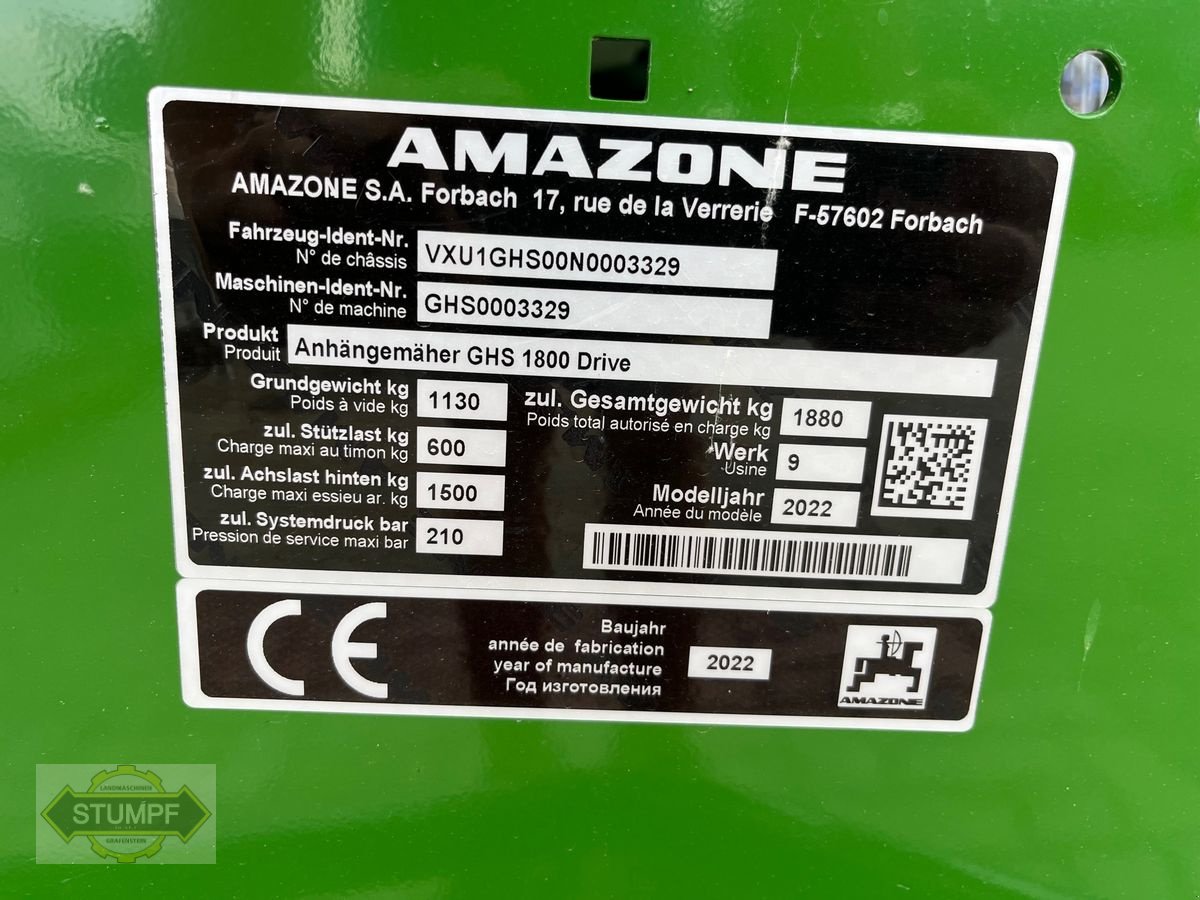 AMAZONE
AMAZONE S.A. Forbach 17, rue de la Verrerie F-57602 Forbach
Fahrzeug-Ident-Nr.
N° de châssis
VXU1GHS00N0003329
Maschinen-Ident-Nr.
N° de machine
GHS0003329
Produkt
Produit
Anhängemäher GHS 1800 Drive
Grundgewicht kg
Poids à vide kg
1130
zul. Gesamtgewicht kg
Poids total autorisé en charge kg
1880
zul. Stützlast kg
Charge maxi au timon kg
600
Werk
Usine
9
zul. Achslast hinten kg
Charge maxi essieu ar. kg
1500
Modelljahr
Année du modèle
2022
zul. Systemdruck bar
Pression de service maxi bar
210
CE
Baujahr
année de fabrication
year of manufacture
Год изготовления
2022
AMAZONE
LANDMASCHINEN
STUMPF
GRAFENSTEIN